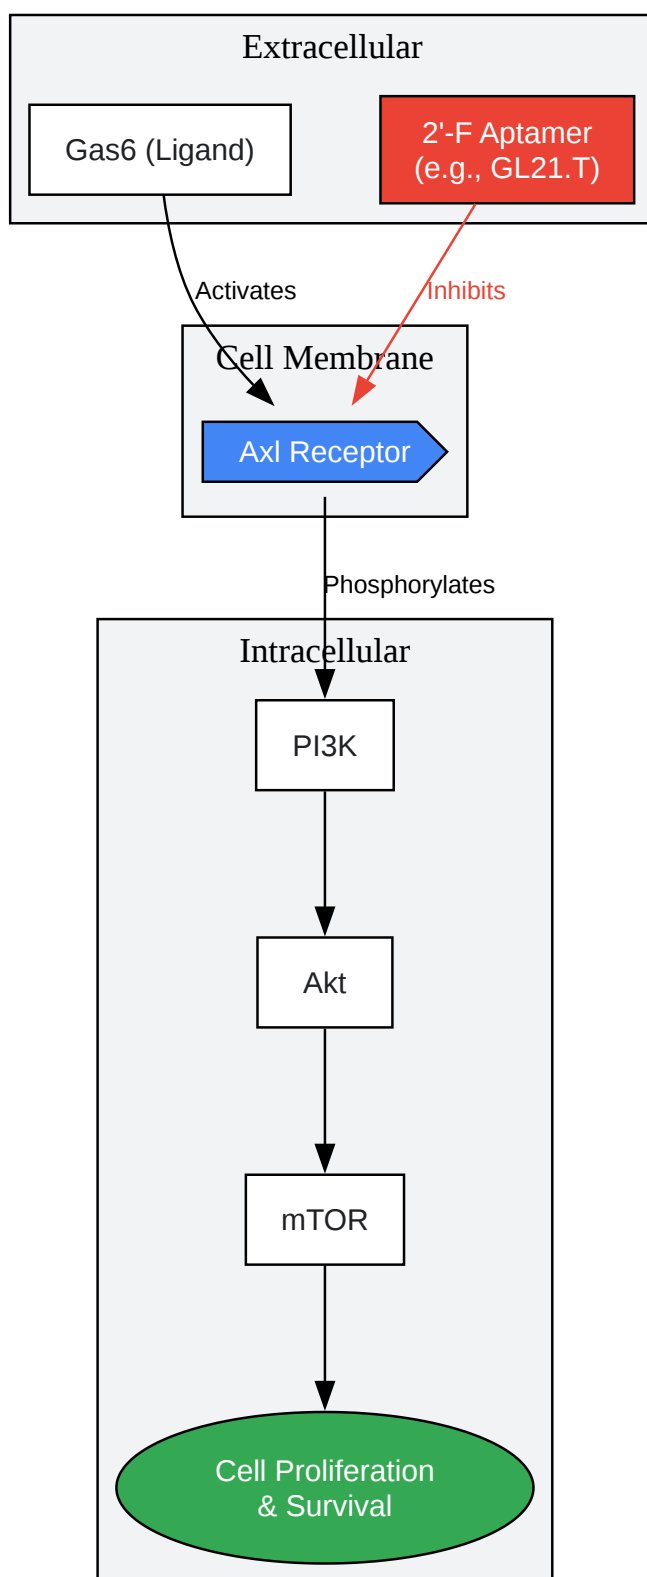 Extracellular
Gas6 (Ligand)
2'-F Aptamer
(e.g., GL21.T)
Activates
Inhibits
Cell Membrane
Axl Receptor
Phosphorylates
Intracellular
PI3K
Akt
mTOR
Cell Proliferation
& Survival